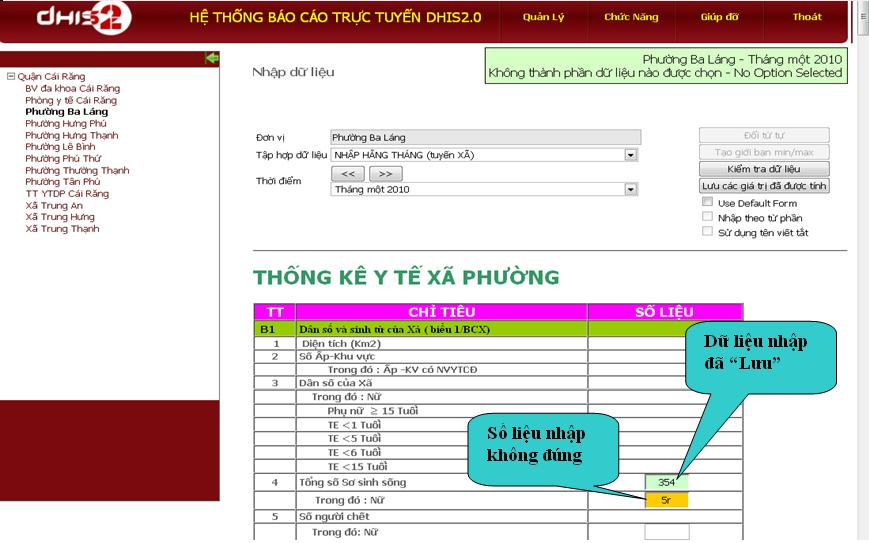 dHIS 2
HỆ THỐNG BÁO CÁO TRỰC TUYẾN DHIS2.0
Quản Lý
Chức Năng
Giúp đỡ
Thoát
Quận Cái Răng
BV đa khoa Cái Răng
Phòng y tế Cái Răng
Phường Ba Láng
Phường Hưng Phú
Phường Hưng Thạnh
Phường Lê Bình
Phường Phú Thứ
Phường Thường Thạnh
Phường Tân Phú
TT YTDP Cái Răng
Xã Trung An
Xã Trung Hưng
Xã Trung Thạnh
Nhập dữ liệu
Phường Ba Láng - Tháng một 2010
Không thành phần dữ liệu nào được chọn - No Option Selected
Đơn vị Phường Ba Láng
Tập hợp dữ liệu NHẬP HẰNG THÁNG (tuyến XÃ)
Thời điểm << >>
Tháng một 2010
Đổi từ từ
Tạo giới hạn min/max
Kiểm tra dữ liệu
Lưu các giá trị đã được tính
Use Default Form
Nhập theo từ phần
Sử dụng tên viết tắt
THỐNG KÊ Y TẾ XÃ PHƯỜNG
TT CHỈ TIÊU SỐ LIỆU
B1 Dân số và sinh tử của Xã ( biểu 1/BCX)
1 Diện tích (Km2)
2 Số Ấp-Khu vực
Trong đó : Ấp -KV có NVYTCĐ
3 Dân số của Xã
Trong đó : Nữ
Phụ nữ ≥ 15 Tuổi
TE <1 Tuổi
TE <5 Tuổi
TE <6 Tuổi
TE <15 Tuổi
4 Tổng số Sơ sinh sống 354
Trong đó : Nữ 5r
5 Số người chết
Trong đó: Nữ
Dữ liệu nhập
đã “Lưu”
Số liệu nhập
không đúng